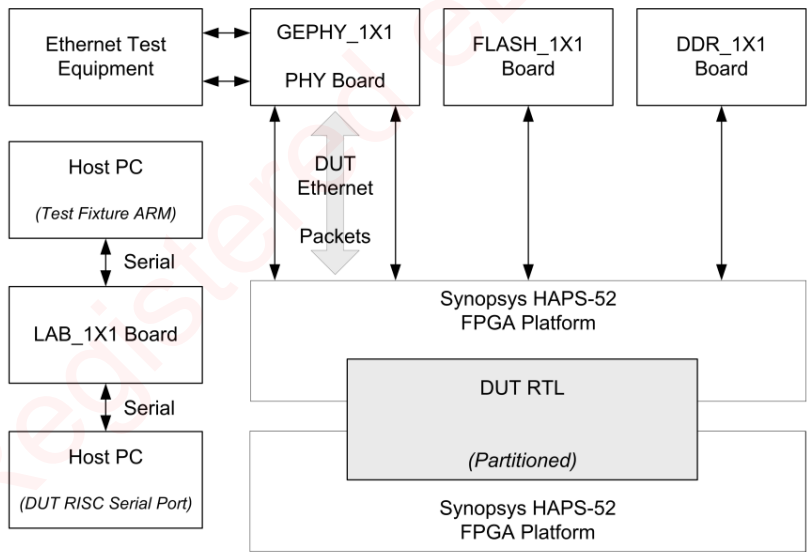 Ethernet Test
Equipment
GEPHY_1X1
PHY Board
FLASH_1X1
Board
DDR_1X1
Board
DUT
Ethernet
Packets
Host PC
(Test Fixture ARM)
Serial
LAB_1X1 Board
Serial
Host PC
(DUT RISC Serial Port)
Synopsys HAPS-52
FPGA Platform
DUT RTL
(Partitioned)
Synopsys HAPS-52
FPGA Platform